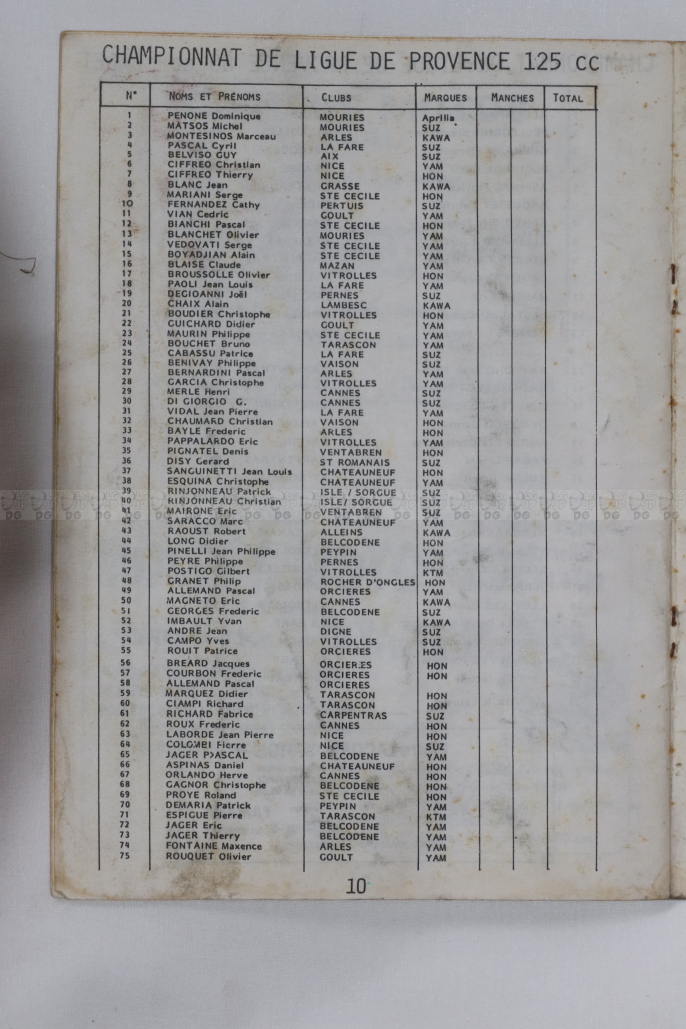 CHAMPIONNAT DE LIGUE DE PROVENCE 125 cc
N° NOMS ET PRÉNOMS CLUBS MARQUES MANCHES TOTAL
1 PENONE Dominique MOURIES Aprilia
2 MATSOS Michel MOURIES SUZ
3 MONTESINOS Marceau ARLES KAWA
4 PASCAL Cyril LA FARE SUZ
5 BELVISO GUY AIX SUZ
6 CIFFREO Christian NICE YAM
7 CIFFREO Thierry NICE HON
8 BLANC Jean GRASSE KAWA
9 MARIANI Serge STE CECILE HON
10 FERNANDEZ Cathy PERTUIS SUZ
11 VIAN Cedric GOULT YAM
12 BIANCHI Pascal STE CECILE HON
13 BLANCHET Olivier MOURIES YAM
14 VEDOVATI Serge STE CECILE YAM
15 BOYADJIAN Alain STE CECILE YAM
16 BLAISE Claude MAZAN YAM
17 BROUSSOLLE Olivier VITROLLES HON
18 PAOLI Jean Louis LA FARE YAM
19 DEGIOANNI Joël PERNES SUZ
20 CHAIX Alain LAMBESC KAWA
21 BOUDIER Christophe VITROLLES HON
22 GUICHARD Didier GOULT YAM
23 MAURIN Philippe STE CECILE YAM
24 BOUCHET Bruno TARASCON YAM
25 CABASSU Patrice LA FARE SUZ
26 BENIVAY Philippe VAISON SUZ
27 BERNARDINI Pascal ARLES YAM
28 GARCIA Christophe VITROLLES YAM
29 MERLE Henri CANNES SUZ
30 DI GIORGIO G. CANNES SUZ
31 VIDAL Jean Pierre LA FARE YAM
32 CHAUMARD Christian VAISON HON
33 BAYLE Frederic ARLES HON
34 PAPPALARDO Eric VITROLLES YAM
35 PIGNATEL Denis VENTABREN HON
36 DISY Gerard ST ROMANAIS SUZ
37 SANGUINETTI Jean Louis CHATEAUNEUF HON
38 ESQUINA Christophe CHATEAUNEUF YAM
39 RINJONNEAU Patrick ISLE / SORGUE SUZ
40 RINJONNEAU Christian ISLE/ SORGUE SUZ
41 MAIRONE Eric VENTABREN SUZ
42 SARACCO Marc CHATEAUNEUF YAM
43 RAOUST Robert ALLEINS KAWA
44 LONG Didier BELCODENE HON
45 PINELLI Jean Philippe PEYPIN YAM
46 PEYRE Philippe PERNES HON
47 POSTIGO Gilbert VITROLLES KTM
48 GRANET Philip ROCHER D'ONGLES HON
49 ALLEMAND Pascal ORCIERES YAM
50 MAGNETO Eric CANNES KAWA
51 GEORGES Frederic BELCODENE SUZ
52 IMBAULT Yvan NICE KAWA
53 ANDRE Jean DIGNE SUZ
54 CAMPO Yves VITROLLES SUZ
55 ROUIT Patrice ORCIERES HON
56 BREARD Jacques ORCIERES HON
57 COURBON Frederic ORCIERES HON
58 ALLEMAND Pascal ORCIERES
59 MARQUEZ Didier TARASCON HON
60 CIAMPI Richard TARASCON HON
61 RICHARD Fabrice CARPENTRAS SUZ
62 ROUX Frederic CANNES HON
63 LABORDE Jean Pierre NICE HON
64 COLOMBI Pierre NICE SUZ
65 JAGER PASCAL BELCODENE YAM
66 ASPINAS Daniel CHATEAUNEUF HON
67 ORLANDO Herve CANNES HON
68 GAGNOR Christophe BELCODENE HON
69 PROYE Roland STE CECILE HON
70 DEMARIA Patrick PEYPIN YAM
71 ESPIGUE Pierre TARASCON KTM
72 JAGER Eric BELCODENE YAM
73 JAGER Thierry BELCODENE YAM
74 FONTAINE Maxence ARLES YAM
75 ROUQUET Olivier GOULT YAM
10